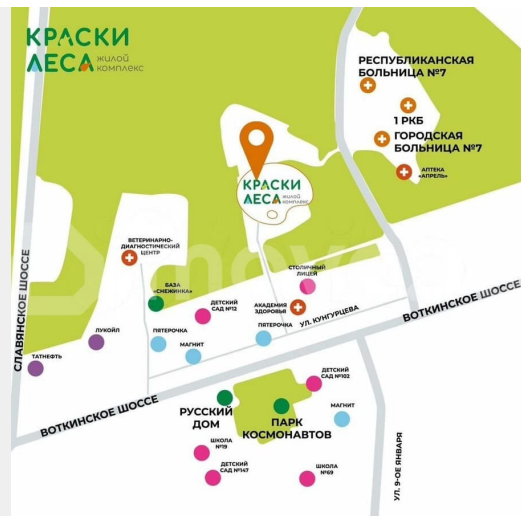 КРАСКИ
ЛЕСА жилой
комплекс
РЕСПУБЛИКАНСКАЯ
БОЛЬНИЦА №7
1 РКБ
ГОРОДСКАЯ
БОЛЬНИЦА №7
АПТЕКА
«АПРЕЛЬ»
КРАСКИ
ЛЕСА жилой
комплекс
ВЕТЕРИНАРНО-
ДИАГНОСТИЧЕСКИЙ
ЦЕНТР
СТОЛИЧНЫЙ
ЛИЦЕЙ
БАЗА
«СНЕЖИНКА»
ДЕТСКИЙ
САД №12
АКАДЕМИЯ
ЗДОРОВЬЯ
УЛ. КУНГУРЦЕВА
ВОТКИНСКОЕ ШОССЕ
СЛАВЯНСКОЕ ШОССЕ
ТАТНЕФТЬ
ЛУКОЙЛ
ПЯТЕРОЧКА
МАГНИТ
ПЯТЕРОЧКА
ВОТКИНСКОЕ ШОССЕ
РУССКИЙ
ДОМ
ПАРК
КОСМОНАВТОВ
ДЕТСКИЙ
САД №102
МАГНИТ
ШКОЛА
№19
ДЕТСКИЙ
САД №147
ШКОЛА
№69
УЛ. 9-ОЕ ЯНВАРЯ